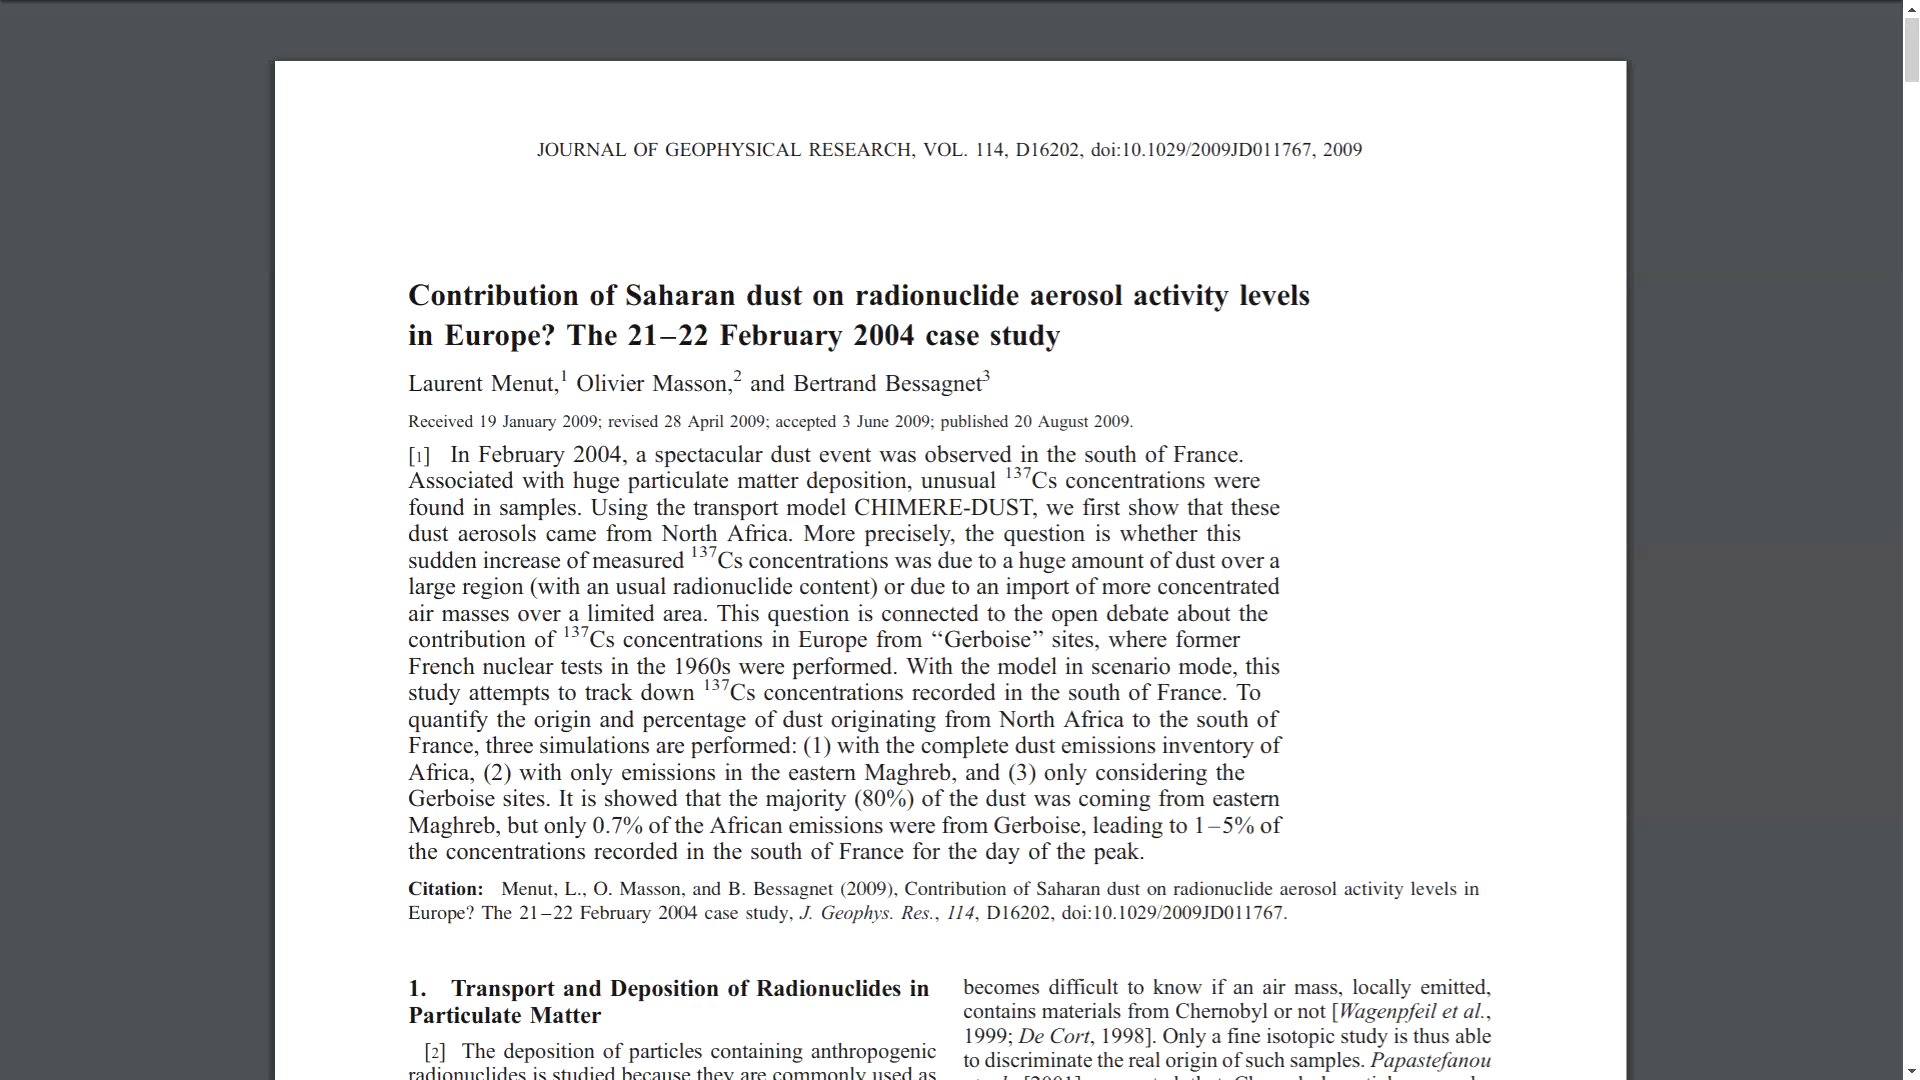 JOURNAL OF GEOPHYSICAL RESEARCH, VOL. 114, D16202, doi:10.1029/2009JD011767, 2009
Contribution of Saharan dust on radionuclide aerosol activity levels
in Europe? The 21–22 February 2004 case study
Laurent Menut,1 Olivier Masson,2 and Bertrand Bessagnet3
Received 19 January 2009; revised 28 April 2009; accepted 3 June 2009; published 20 August 2009.
[1] In February 2004, a spectacular dust event was observed in the south of France.
Associated with huge particulate matter deposition, unusual 137Cs concentrations were
found in samples. Using the transport model CHIMERE-DUST, we first show that these
dust aerosols came from North Africa. More precisely, the question is whether this
sudden increase of measured 137Cs concentrations was due to a huge amount of dust over a
large region (with an usual radionuclide content) or due to an import of more concentrated
air masses over a limited area. This question is connected to the open debate about the
contribution of 137Cs concentrations in Europe from ‘‘Gerboise’’ sites, where former
French nuclear tests in the 1960s were performed. With the model in scenario mode, this
study attempts to track down 137Cs concentrations recorded in the south of France. To
quantify the origin and percentage of dust originating from North Africa to the south of
France, three simulations are performed: (1) with the complete dust emissions inventory of
Africa, (2) with only emissions in the eastern Maghreb, and (3) only considering the
Gerboise sites. It is showed that the majority (80%) of the dust was coming from eastern
Maghreb, but only 0.7% of the African emissions were from Gerboise, leading to 1–5% of
the concentrations recorded in the south of France for the day of the peak.
Citation: Menut, L., O. Masson, and B. Bessagnet (2009), Contribution of Saharan dust on radionuclide aerosol activity levels in
Europe? The 21–22 February 2004 case study, J. Geophys. Res., 114, D16202, doi:10.1029/2009JD011767.
1. Transport and Deposition of Radionuclides in
Particulate Matter
[2] The deposition of particles containing anthropogenic
radionuclides is studied because they are commonly used as
becomes difficult to know if an air mass, locally emitted,
contains materials from Chernobyl or not [Wagenpfeil et al.,
1999; De Cort, 1998]. Only a fine isotopic study is thus able
to discriminate the real origin of such samples. Papastefanou